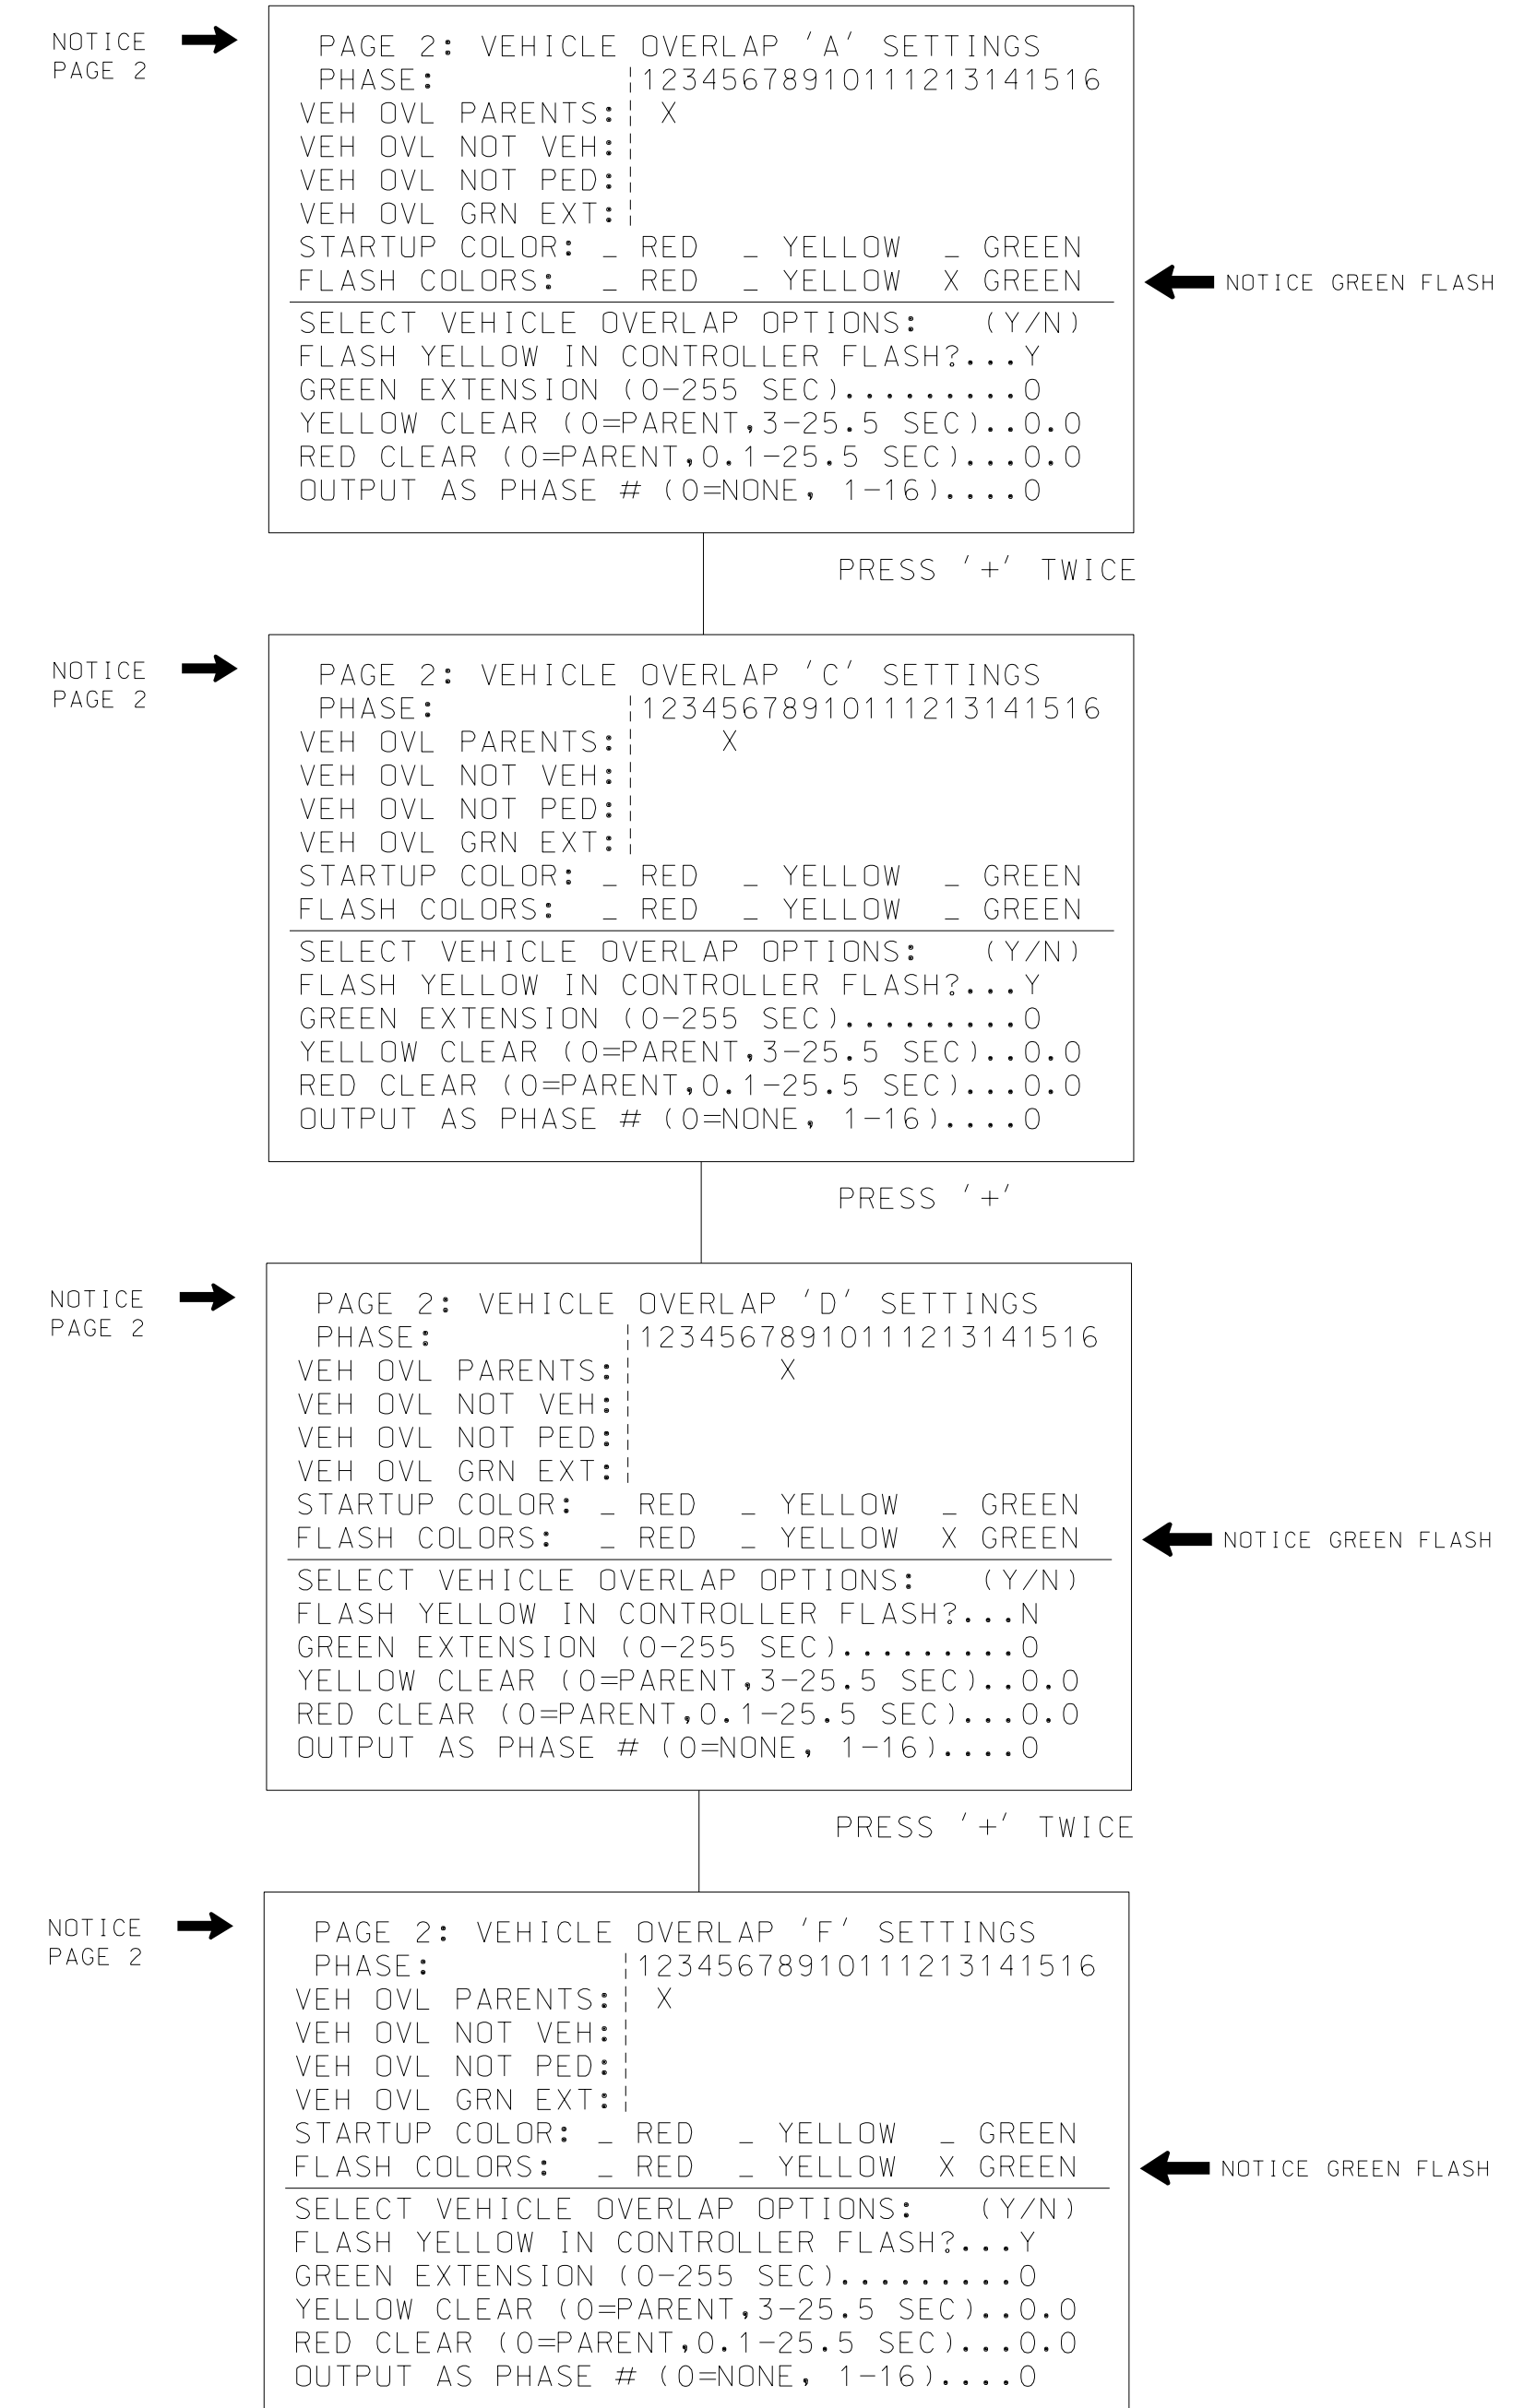 NOTICE
PAGE 2
PAGE 2: VEHICLE OVERLAP 'A' SETTINGS
PHASE: |12345678910111213141516
VEH OVL PARENTS:| X
VEH OVL NOT VEH:|
VEH OVL NOT PED:|
VEH OVL GRN EXT:|
STARTUP COLOR: _ RED _ YELLOW _ GREEN
FLASH COLORS: _ RED _ YELLOW X GREEN
NOTICE GREEN FLASH
SELECT VEHICLE OVERLAP OPTIONS: (Y/N)
FLASH YELLOW IN CONTROLLER FLASH?...Y
GREEN EXTENSION (0-255 SEC).........0
YELLOW CLEAR (0=PARENT,3-25.5 SEC)..0.0
RED CLEAR (0=PARENT,0.1-25.5 SEC)...0.0
OUTPUT AS PHASE # (0=NONE, 1-16)....0
PRESS '+' TWICE
NOTICE
PAGE 2
PAGE 2: VEHICLE OVERLAP 'C' SETTINGS
PHASE: |12345678910111213141516
VEH OVL PARENTS:| X
VEH OVL NOT VEH:|
VEH OVL NOT PED:|
VEH OVL GRN EXT:|
STARTUP COLOR: _ RED _ YELLOW _ GREEN
FLASH COLORS: _ RED _ YELLOW _ GREEN
SELECT VEHICLE OVERLAP OPTIONS: (Y/N)
FLASH YELLOW IN CONTROLLER FLASH?...Y
GREEN EXTENSION (0-255 SEC).........0
YELLOW CLEAR (0=PARENT,3-25.5 SEC)..0.0
RED CLEAR (0=PARENT,0.1-25.5 SEC)...0.0
OUTPUT AS PHASE # (0=NONE, 1-16)....0
PRESS '+'
NOTICE
PAGE 2
PAGE 2: VEHICLE OVERLAP 'D' SETTINGS
PHASE: |12345678910111213141516
VEH OVL PARENTS:| X
VEH OVL NOT VEH:|
VEH OVL NOT PED:|
VEH OVL GRN EXT:|
STARTUP COLOR: _ RED _ YELLOW _ GREEN
FLASH COLORS: _ RED _ YELLOW X GREEN
NOTICE GREEN FLASH
SELECT VEHICLE OVERLAP OPTIONS: (Y/N)
FLASH YELLOW IN CONTROLLER FLASH?...N
GREEN EXTENSION (0-255 SEC).........0
YELLOW CLEAR (0=PARENT,3-25.5 SEC)..0.0
RED CLEAR (0=PARENT,0.1-25.5 SEC)...0.0
OUTPUT AS PHASE # (0=NONE, 1-16)....0
PRESS '+' TWICE
NOTICE
PAGE 2
PAGE 2: VEHICLE OVERLAP 'F' SETTINGS
PHASE: |12345678910111213141516
VEH OVL PARENTS:| X
VEH OVL NOT VEH:|
VEH OVL NOT PED:|
VEH OVL GRN EXT:|
STARTUP COLOR: _ RED _ YELLOW _ GREEN
FLASH COLORS: _ RED _ YELLOW X GREEN
NOTICE GREEN FLASH
SELECT VEHICLE OVERLAP OPTIONS: (Y/N)
FLASH YELLOW IN CONTROLLER FLASH?...Y
GREEN EXTENSION (0-255 SEC).........0
YELLOW CLEAR (0=PARENT,3-25.5 SEC)..0.0
RED CLEAR (0=PARENT,0.1-25.5 SEC)...0.0
OUTPUT AS PHASE # (0=NONE, 1-16)....0